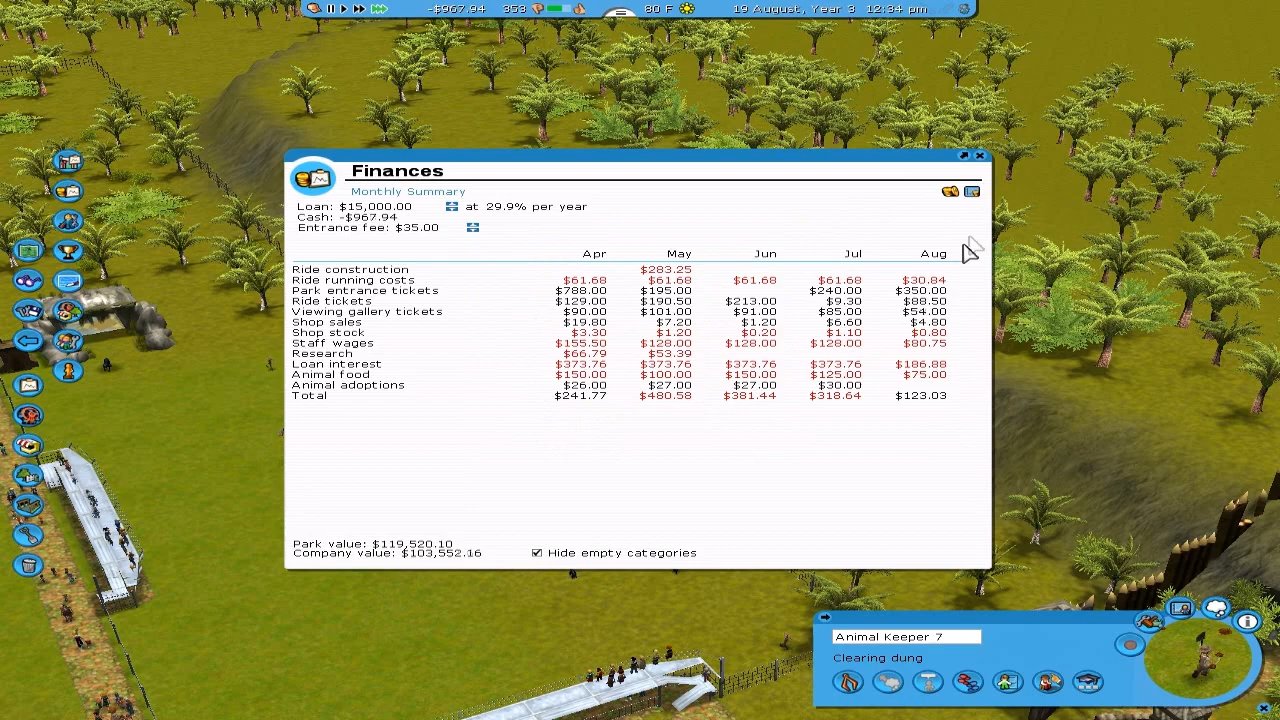 -$967.94 353 80 F 19 August, Year 3 12:34 pm
Finances
Monthly Summary
Loan: $15,000.00 at 29.9% per year
Cash: -$967.94
Entrance fee: $35.00
Apr May Jun Jul Aug
Ride construction $283.25
Ride running costs $61.68 $61.68 $61.68 $61.68 $30.84
Park entrance tickets $788.00 $195.00 $240.00 $350.00
Ride tickets $129.00 $190.50 $213.00 $9.30 $88.50
Viewing gallery tickets $90.00 $101.00 $91.00 $85.00 $54.00
Shop sales $19.80 $7.20 $1.20 $6.60 $4.80
Shop stock $3.30 $1.20 $0.20 $1.10 $0.80
Staff wages $155.50 $128.00 $128.00 $128.00 $80.75
Research $66.79 $53.39
Loan interest $373.76 $373.76 $373.76 $373.76 $186.88
Animal food $150.00 $100.00 $150.00 $125.00 $75.00
Animal adoptions $26.00 $27.00 $27.00 $30.00
Total $241.77 $480.58 $381.44 $318.64 $123.03
Park value: $119,520.10
Company value: $103,552.16 Hide empty categories
Animal Keeper 7
Clearing dung